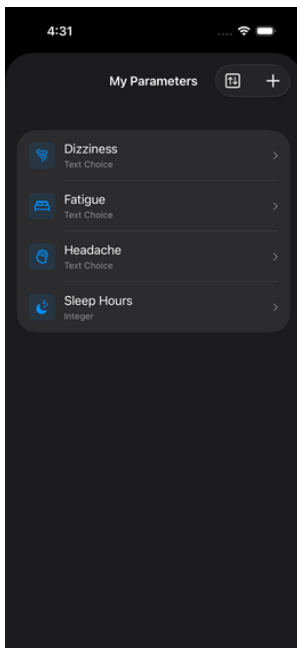 4:31
My Parameters
Dizziness
Text Choice
Fatigue
Text Choice
Headache
Text Choice
Sleep Hours
Integer